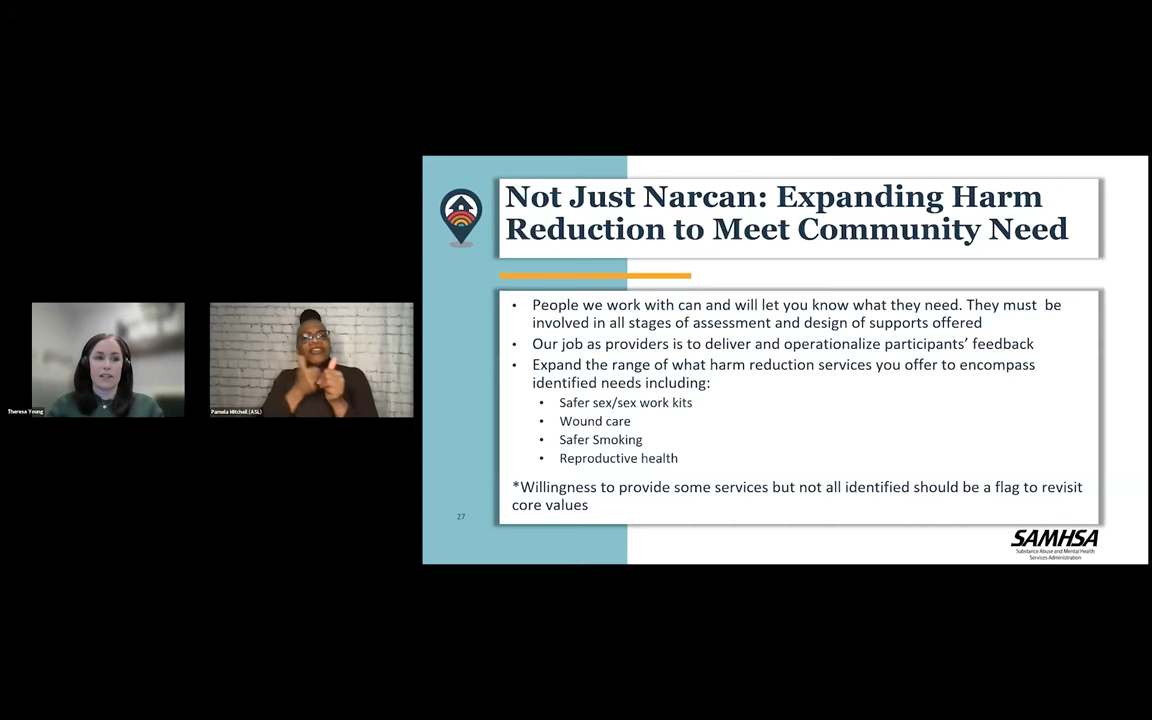 Not Just Narcan: Expanding Harm
Reduction to Meet Community Need
• People we work with can and will let you know what they need. They must be
involved in all stages of assessment and design of supports offered
• Our job as providers is to deliver and operationalize participants’ feedback
• Expand the range of what harm reduction services you offer to encompass
identified needs including:
• Safer sex/sex work kits
• Wound care
• Safer Smoking
• Reproductive health
*Willingness to provide some services but not all identified should be a flag to revisit
core values
27
SAMHSA
Substance Abuse and Mental Health
Services Administration
Theresa Young
Pamela Mitchell (ASL)